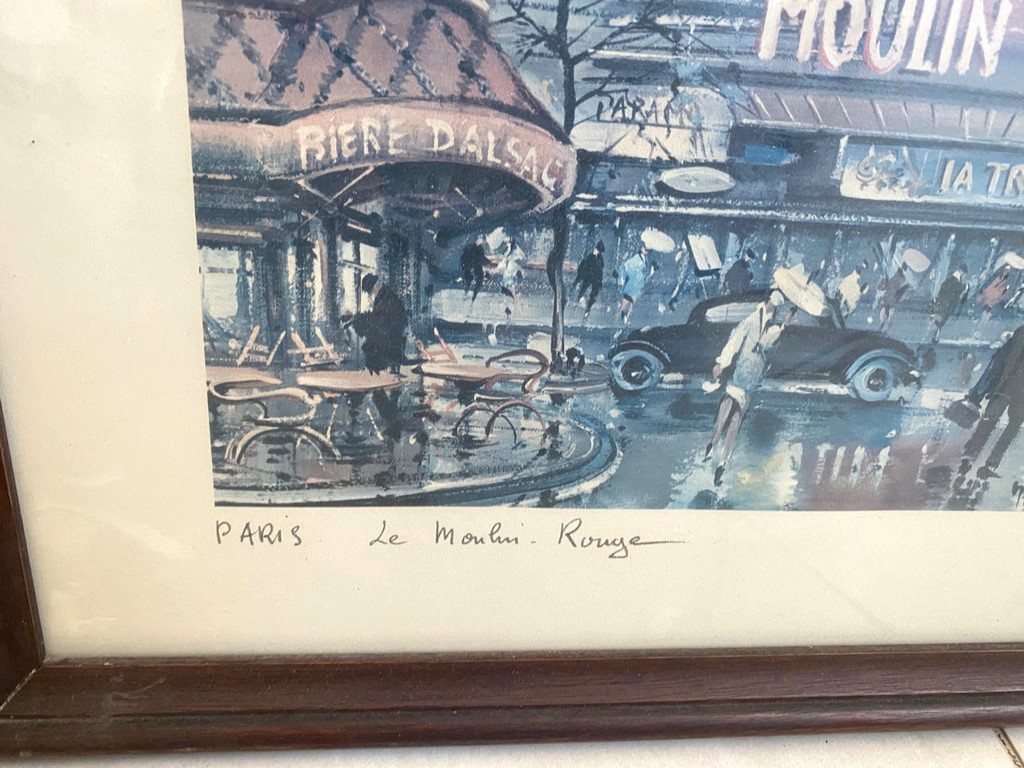 MOULIN
BIERE D'ALSAC
LA TR
PARIS. Le Moulin-Rouge